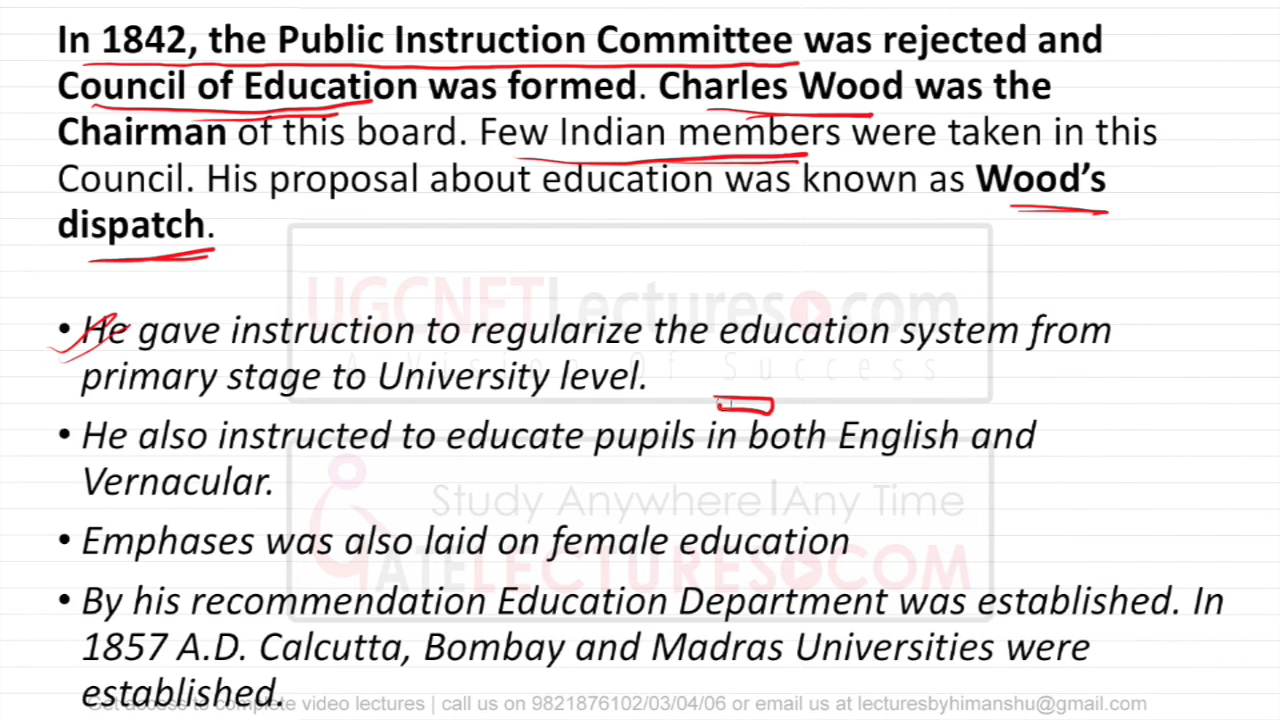 In 1842, the Public Instruction Committee was rejected and
Council of Education was formed. Charles Wood was the
Chairman of this board. Few Indian members were taken in this
Council. His proposal about education was known as Wood's
dispatch.
UGCNETLectures.com
• He gave instruction to regularize the education system from
A Vision Of Success
primary stage to University level.
• He also instructed to educate pupils in both English and
Vernacular.
Study Anywhere|Any Time
• Emphases was also laid on female education
GATELECTURES.COM
• By his recommendation Education Department was established. In
1857 A.D. Calcutta, Bombay and Madras Universities were
established.
Get access to complete video lectures | call us on 9821876102/03/04/06 or email us at lecturesbyhimanshu@gmail.com